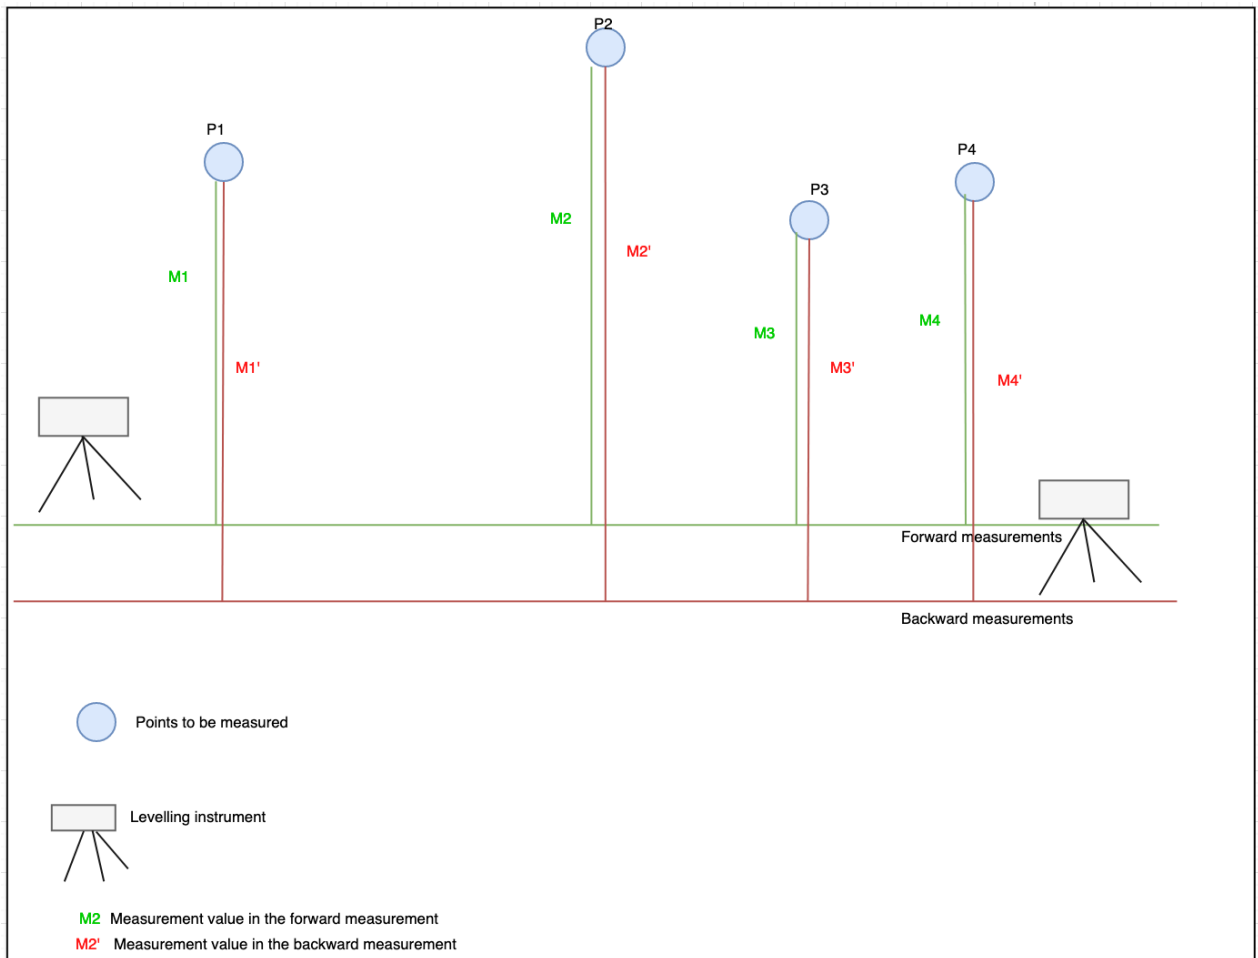 P2
P1
P4
P3
M2
M2'
M1
M4
M3
M1'
M3'
M4'
Forward measurements
Backward measurements
Points to be measured
Levelling instrument
M2 Measurement value in the forward measurement
M2' Measurement value in the backward measurement